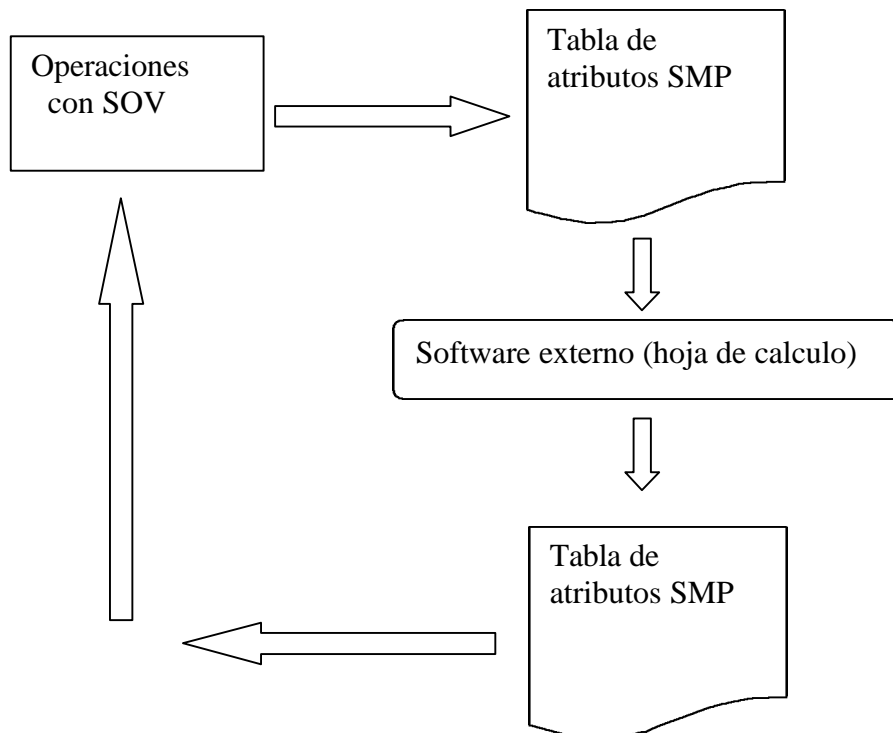 Operaciones
con SOV
Tabla de
atributos SMP
Software externo (hoja de calculo)
Tabla de
atributos SMP